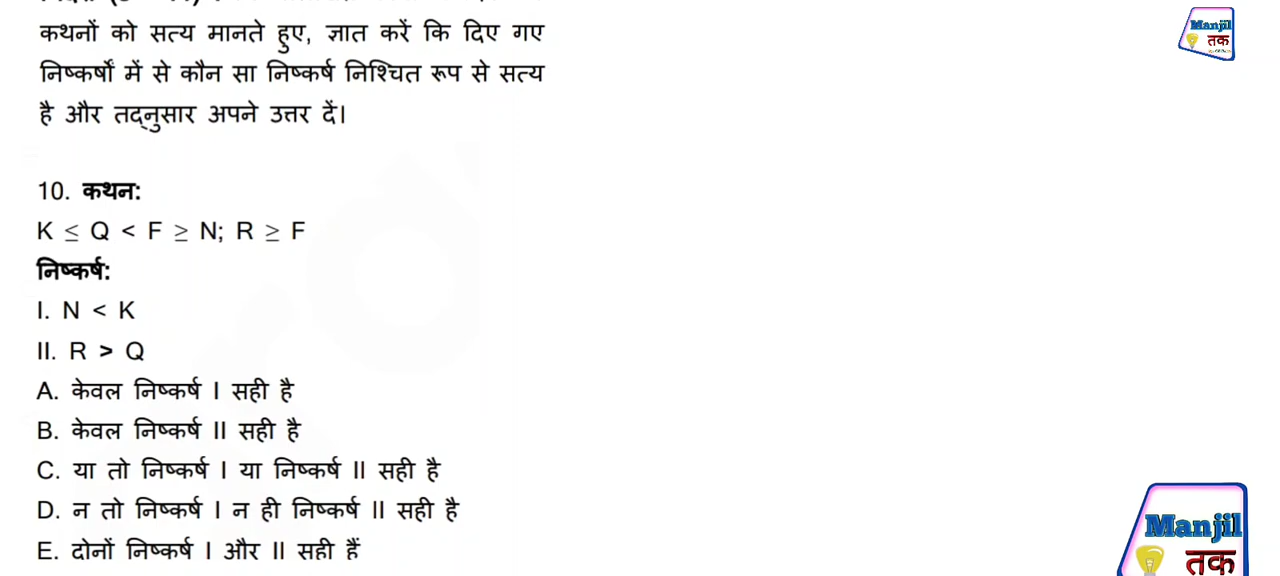 कथनों को सत्य मानते हुए, ज्ञात करें कि दिए गए
निष्कर्षों में से कौन सा निष्कर्ष निश्चित रूप से सत्य
है और तद्नुसार अपने उत्तर दें।
10. कथन:
K ≤ Q < F ≥ N; R ≥ F
निष्कर्ष:
I. N < K
II. R > Q
A. केवल निष्कर्ष I सही है
B. केवल निष्कर्ष II सही है
C. या तो निष्कर्ष I या निष्कर्ष II सही है
D. न तो निष्कर्ष I न ही निष्कर्ष II सही है
E. दोनों निष्कर्ष I और II सही हैं
Manjil
तक
Manjil
तक